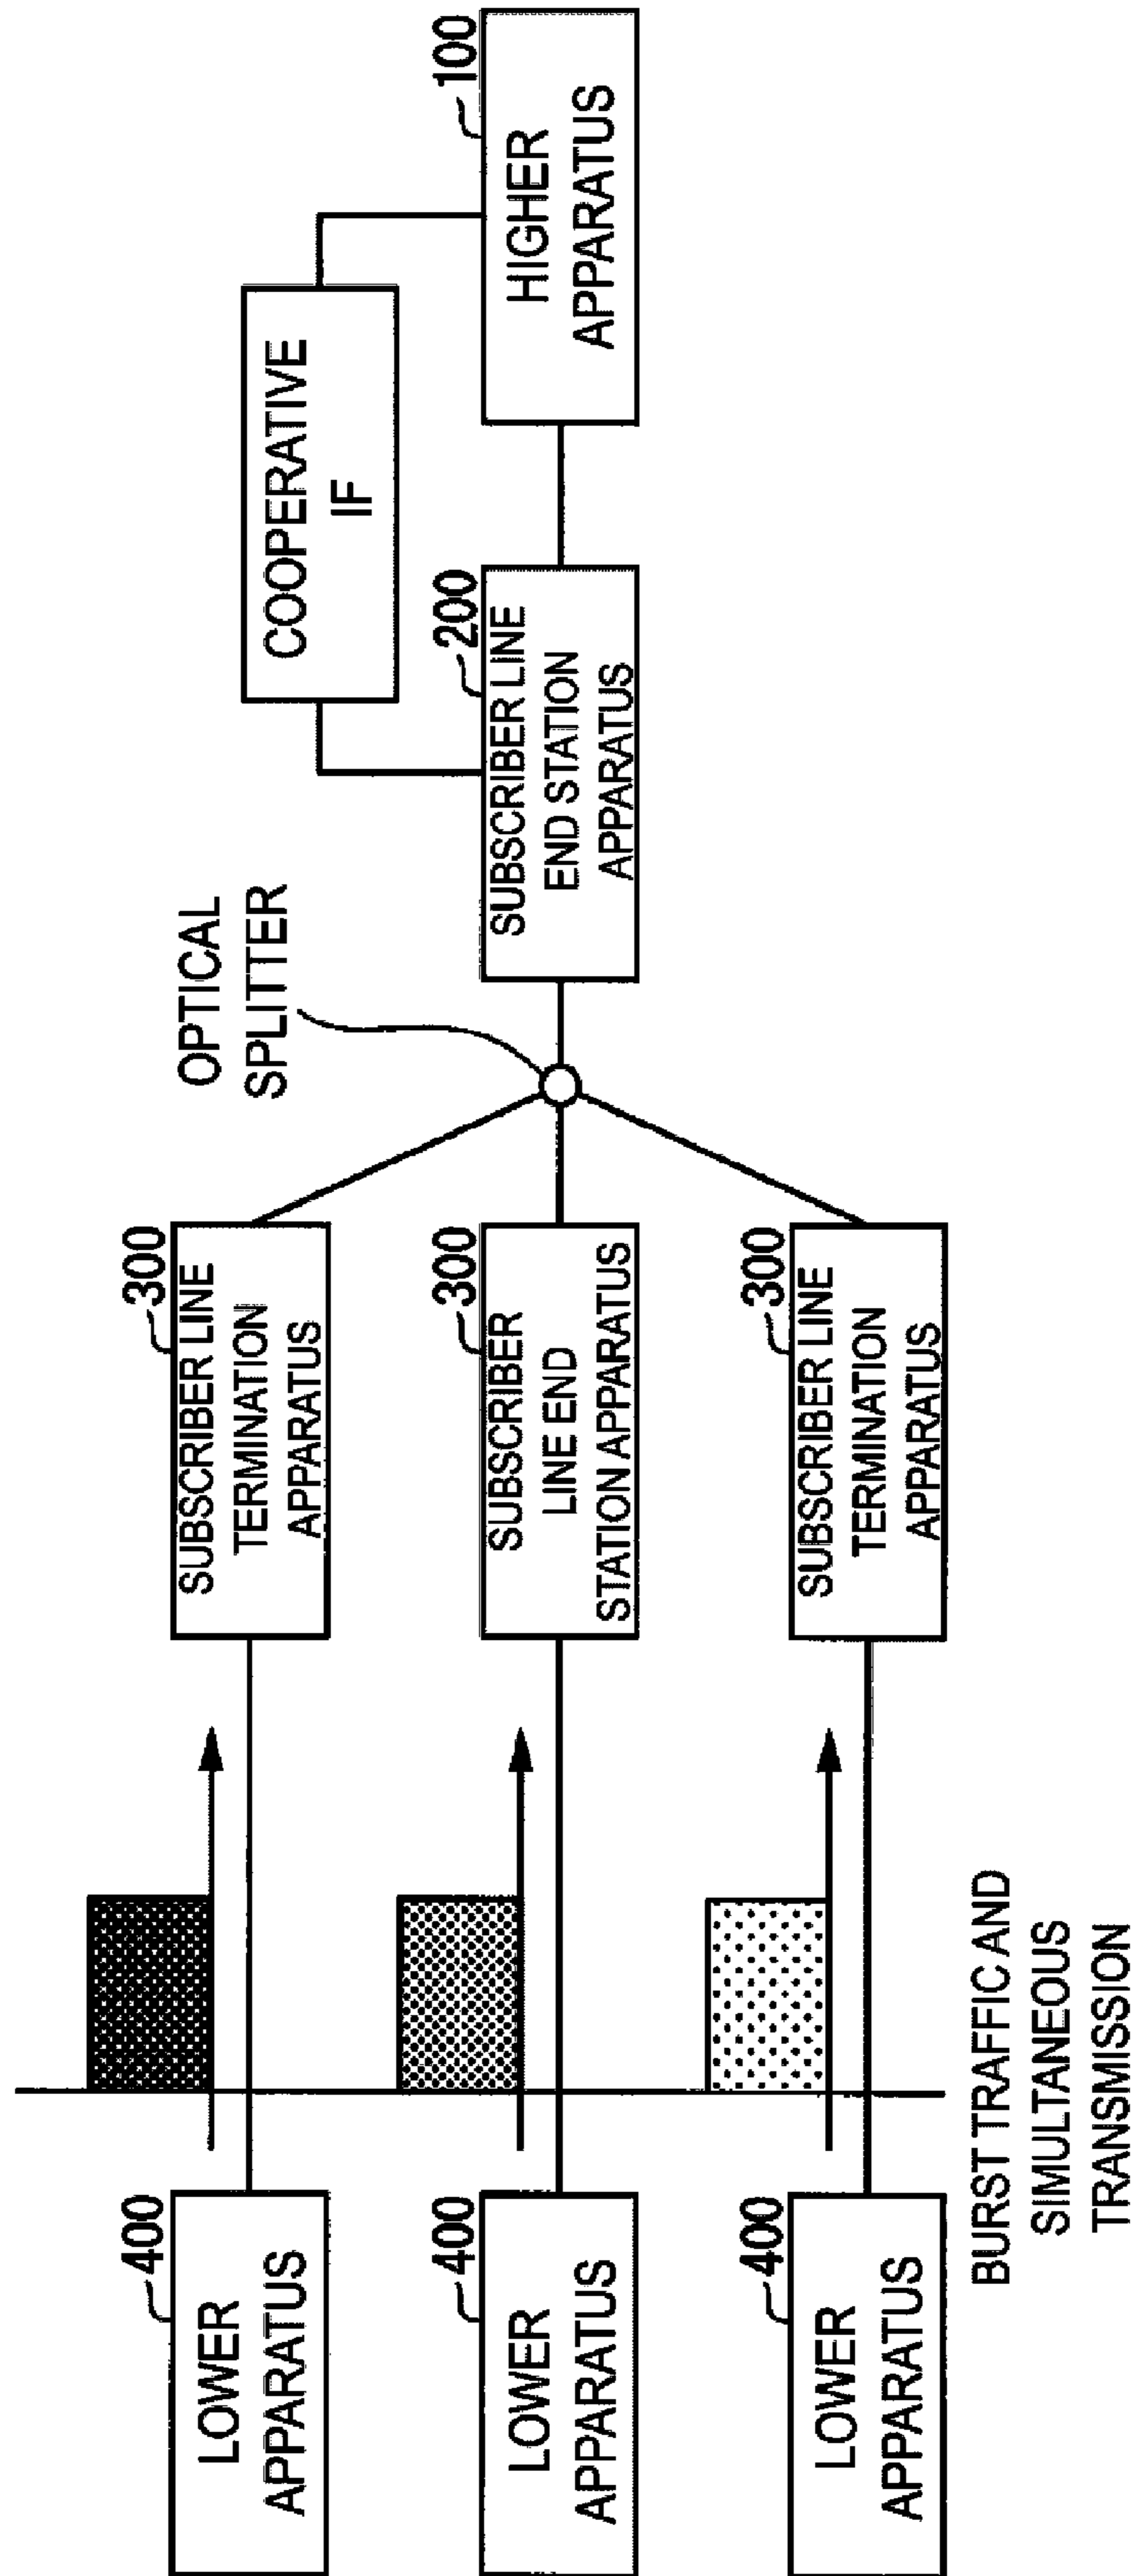 OPTICAL
SPLITTER
COOPERATIVE
IF
400
LOWER
APPARATUS
300
SUBSCRIBER LINE
TERMINATION
APPARATUS
400
LOWER
APPARATUS
300
SUBSCRIBER
LINE END
STATION APPARATUS
200
SUBSCRIBER LINE
END STATION
APPARATUS
100
HIGHER
APPARATUS
400
LOWER
APPARATUS
300
SUBSCRIBER LINE
TERMINATION
APPARATUS
BURST TRAFFIC AND
SIMULTANEOUS
TRANSMISSION